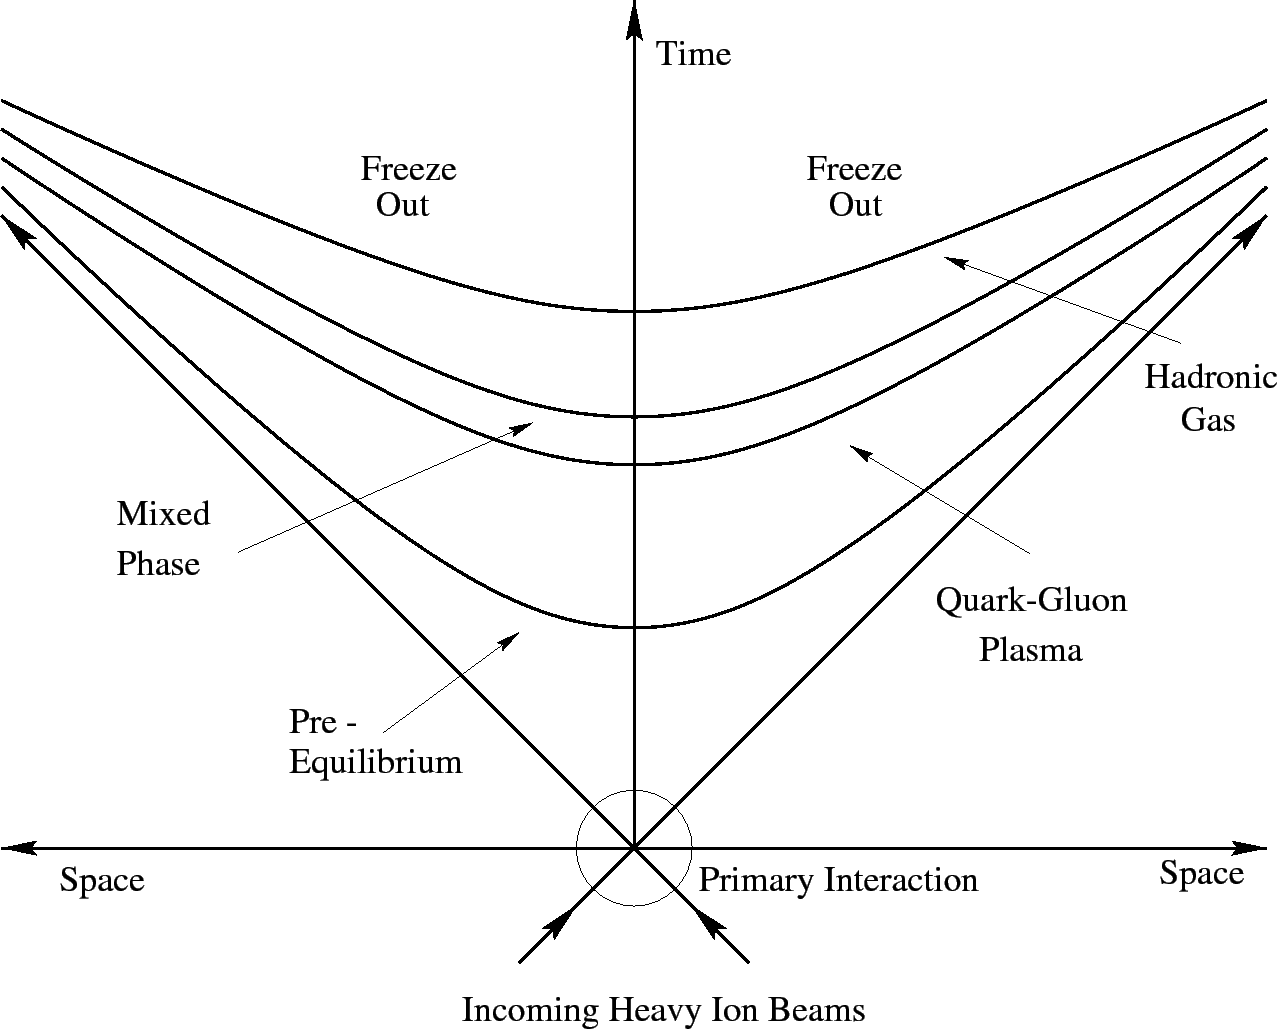 Time
Freeze
Out
Freeze
Out
Hadronic
Gas
Mixed
Phase
Quark-Gluon
Plasma
Pre -
Equilibrium
Space
Primary Interaction
Space
Incoming Heavy Ion Beams